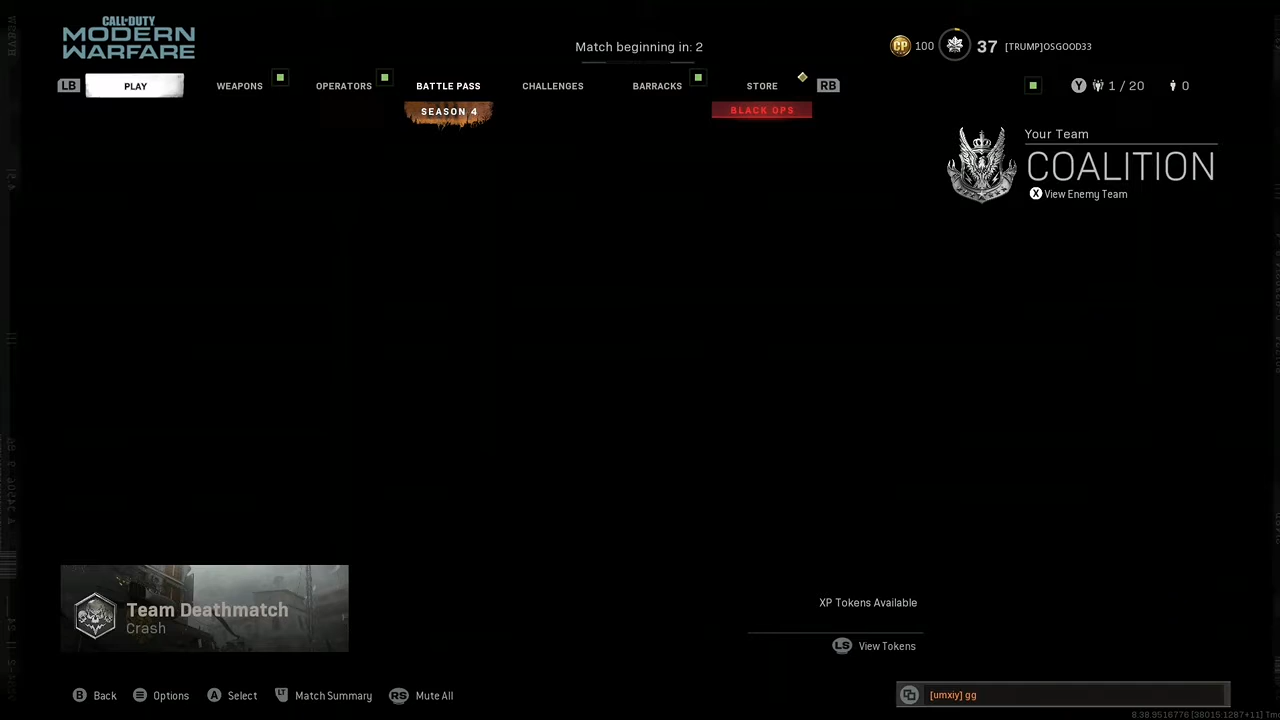 CALL OF DUTY
MODERN
WARFARE
Match beginning in: 2
CP 100 37 [TRUMP]OSGOOD33
LB PLAY WEAPONS OPERATORS BATTLE PASS CHALLENGES BARRACKS STORE RB Y 1 / 20 0
SEASON 4 BLACK OPS
Your Team
COALITION
X View Enemy Team
Team Deathmatch
Crash
XP Tokens Available
LS View Tokens
B Back Options A Select LT Match Summary RS Mute All
[umxiy] gg